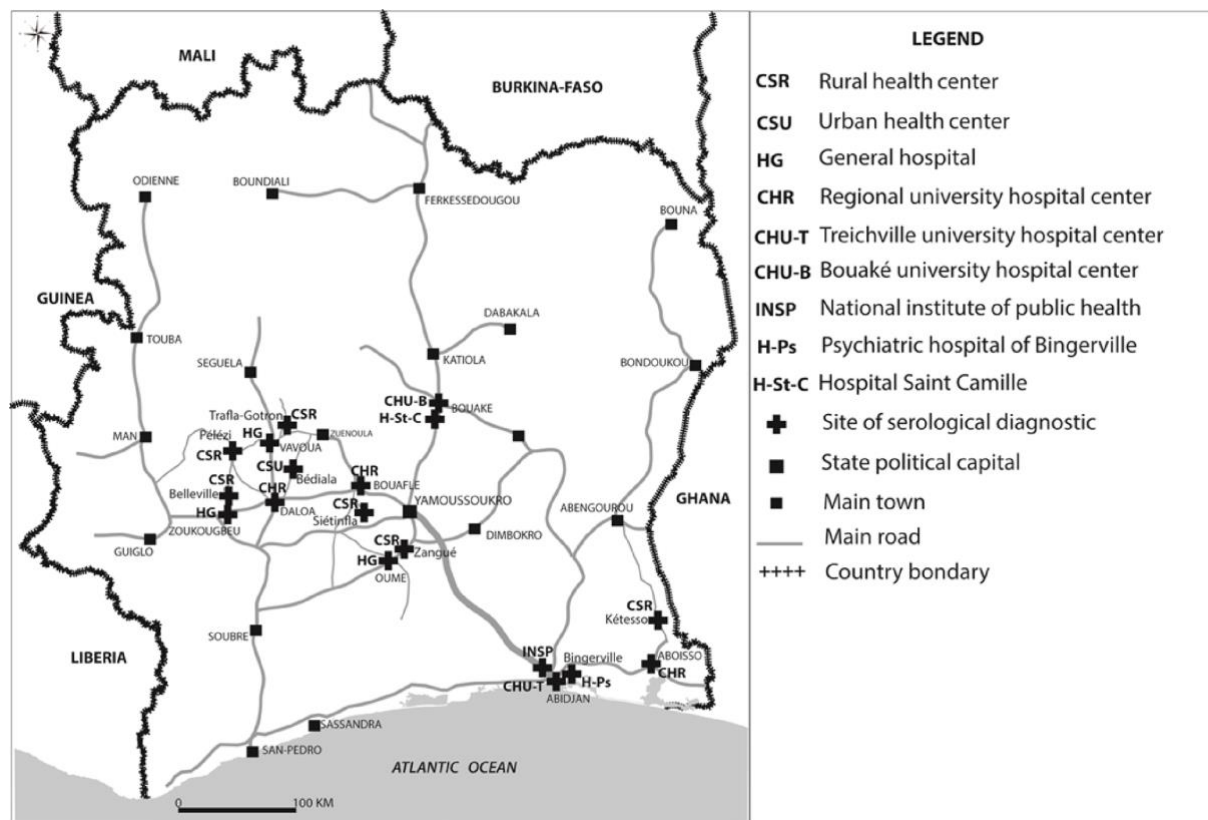 MALI
BURKINA-FASO
ODIENNE
BOUNDIALI
FERKESSEDOUGOU
BOUNA
GUINEA
TOUBA
DABAKALA
SEGUELA
KATIOLA
BONDOUKOU
CHU-B
BOUAKE
H-St-C
Trafla-Gotron
CSR
MAN
Pélézi
HG
ZUENOULA
VAVOUA
CSR
CSU
Bédiala
CHR
BOUAFLE
CSR
Belleville
CHR
DALOA
CSR
Siétinfla
YAMOUSSOUKRO
HG
ZOUKOUGBEU
ABENGOUROU
GHANA
GUIGLO
DIMBOKRO
CSR
Zangué
HG
OUME
CSR
Kétesso
SOUBRE
LIBERIA
INSP
Bingerville
ABOISSO
CHR
CHU-T
H-Ps
ABIDJAN
SASSANDRA
SAN-PEDRO
ATLANTIC OCEAN
0 100 KM
LEGEND
CSR Rural health center
CSU Urban health center
HG General hospital
CHR Regional university hospital center
CHU-T Treichville university hospital center
CHU-B Bouaké university hospital center
INSP National institute of public health
H-Ps Psychiatric hospital of Bingerville
H-St-C Hospital Saint Camille
Site of serological diagnostic
State political capital
Main town
Main road
++++ Country bondary